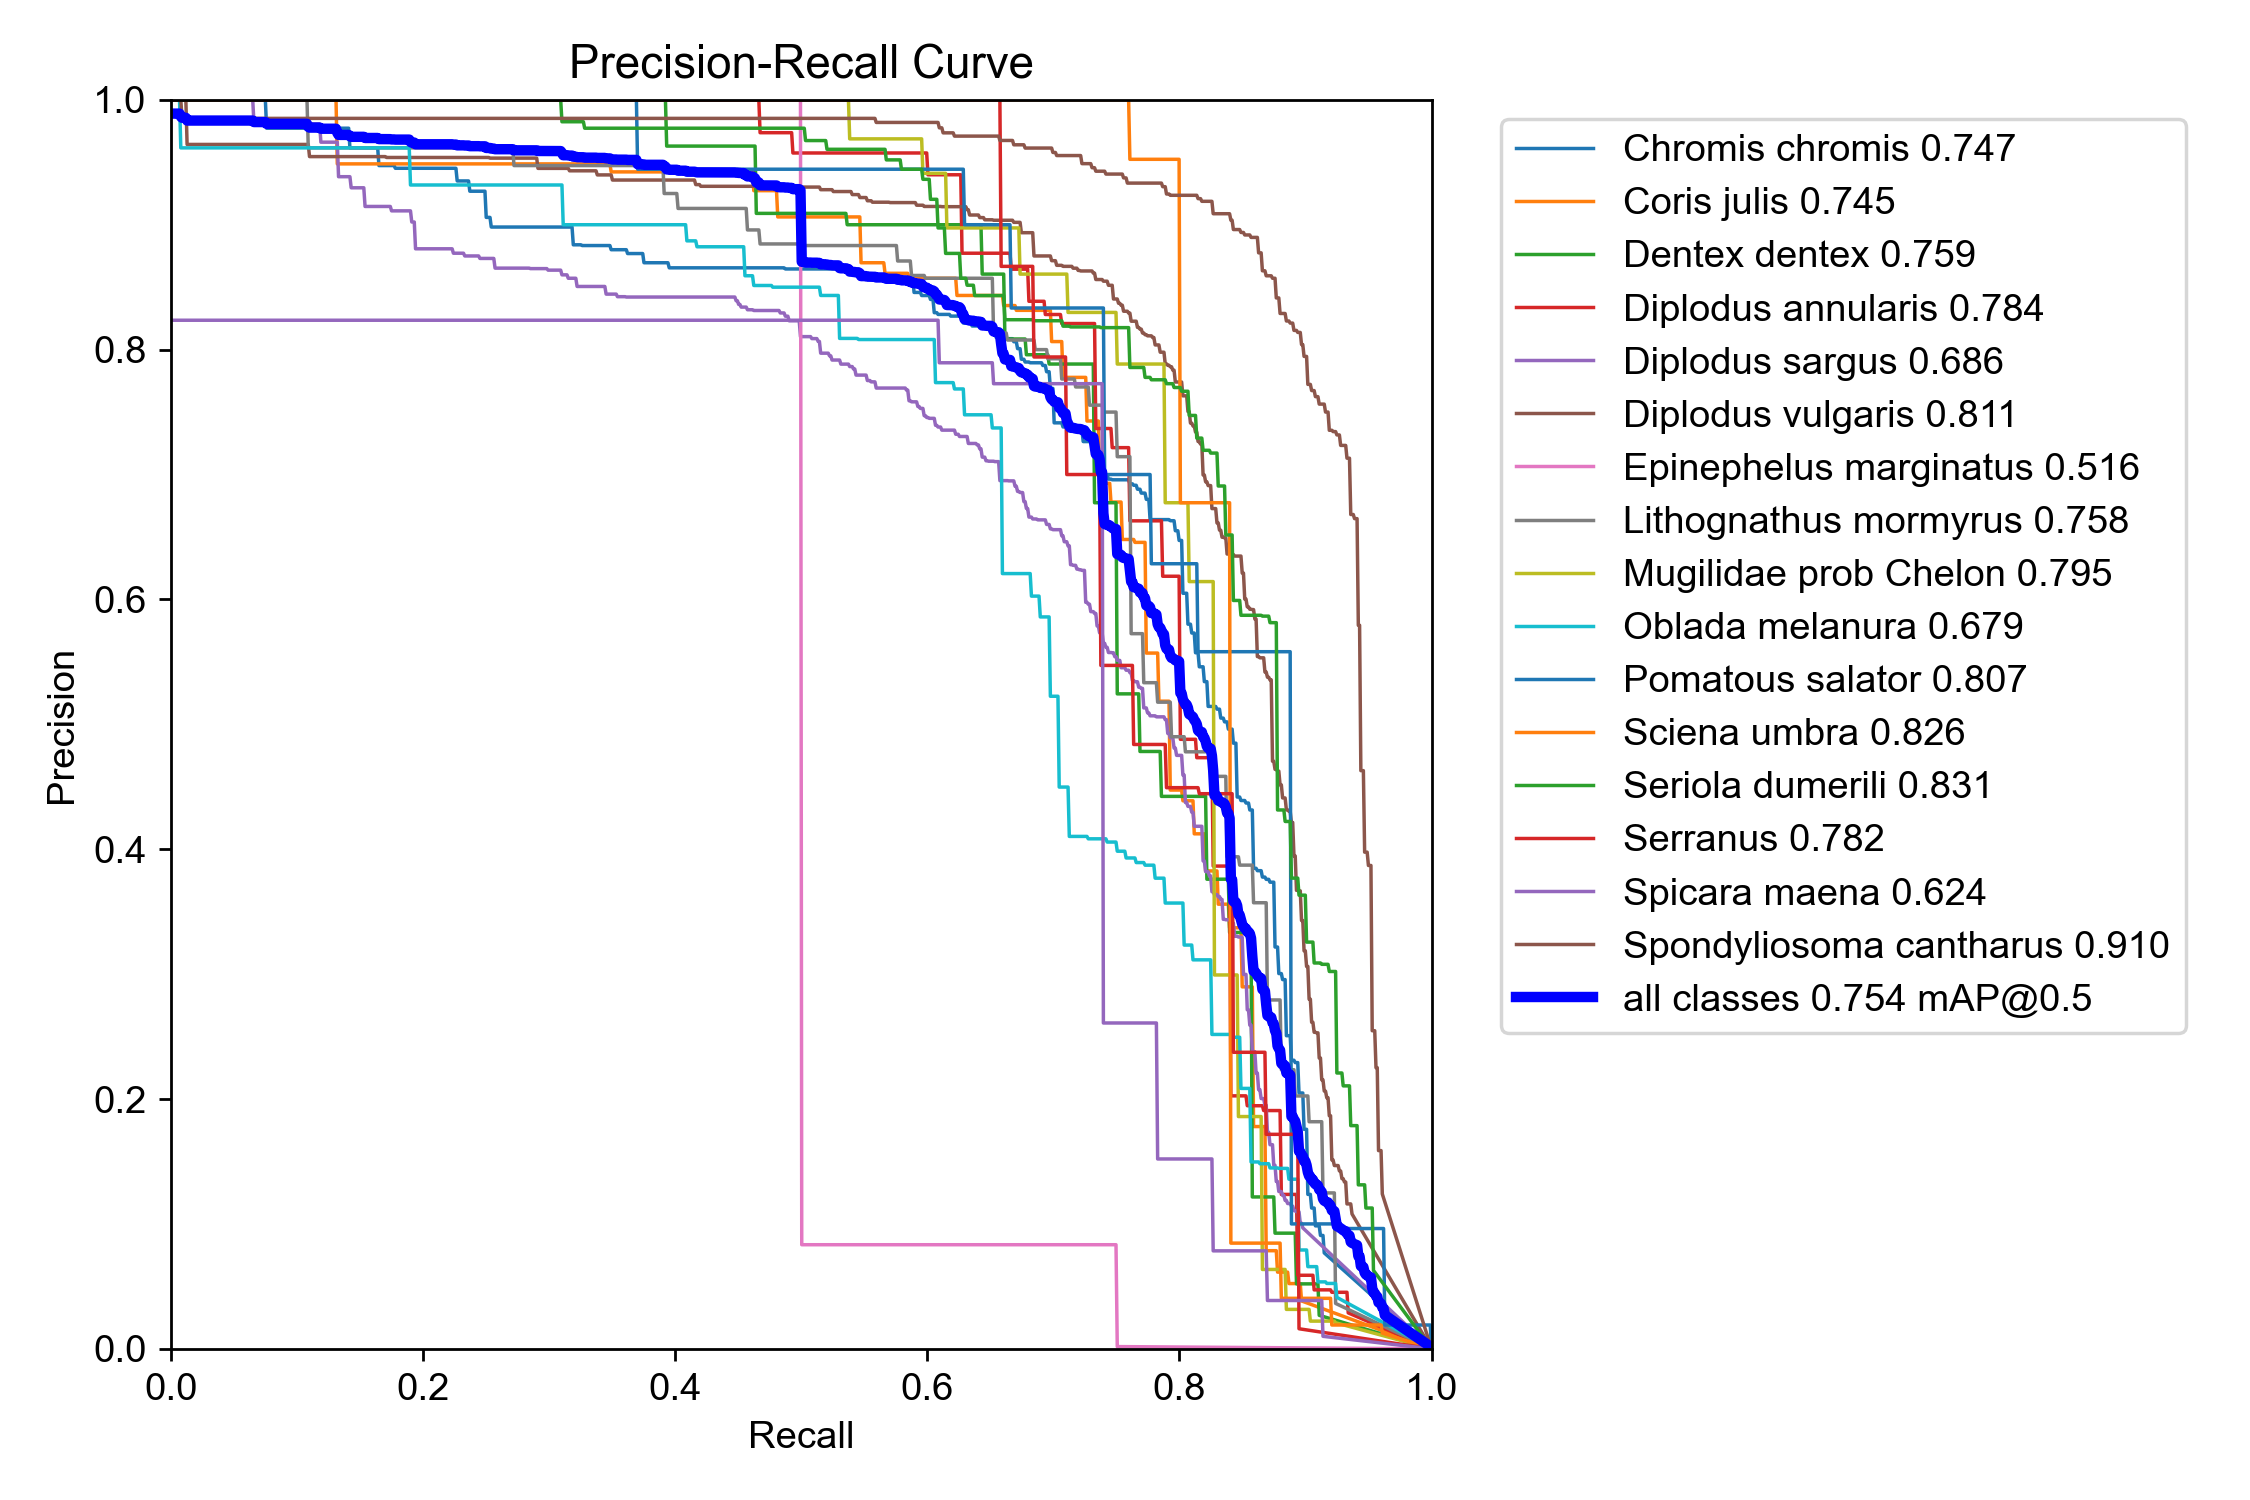 Precision-Recall Curve
1.0
0.8
0.6
0.4
0.2
0.0
Precision
0.0 0.2 0.4 0.6 0.8 1.0
Recall
Chromis chromis 0.747
Coris julis 0.745
Dentex dentex 0.759
Diplodus annularis 0.784
Diplodus sargus 0.686
Diplodus vulgaris 0.811
Epinephelus marginatus 0.516
Lithognathus mormyrus 0.758
Mugilidae prob Chelon 0.795
Oblada melanura 0.679
Pomatous salator 0.807
Sciena umbra 0.826
Seriola dumerili 0.831
Serranus 0.782
Spicara maena 0.624
Spondyliosoma cantharus 0.910
all classes 0.754 mAP@0.5